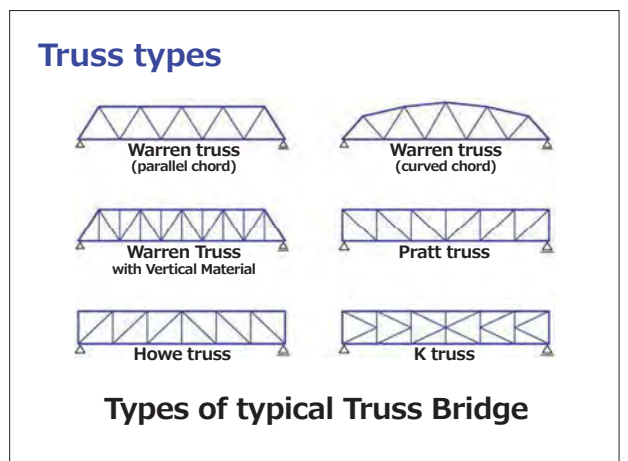 Truss types
Warren truss
(parallel chord)
Warren truss
(curved chord)
Warren Truss
with Vertical Material
Pratt truss
Howe truss
K truss
Types of typical Truss Bridge